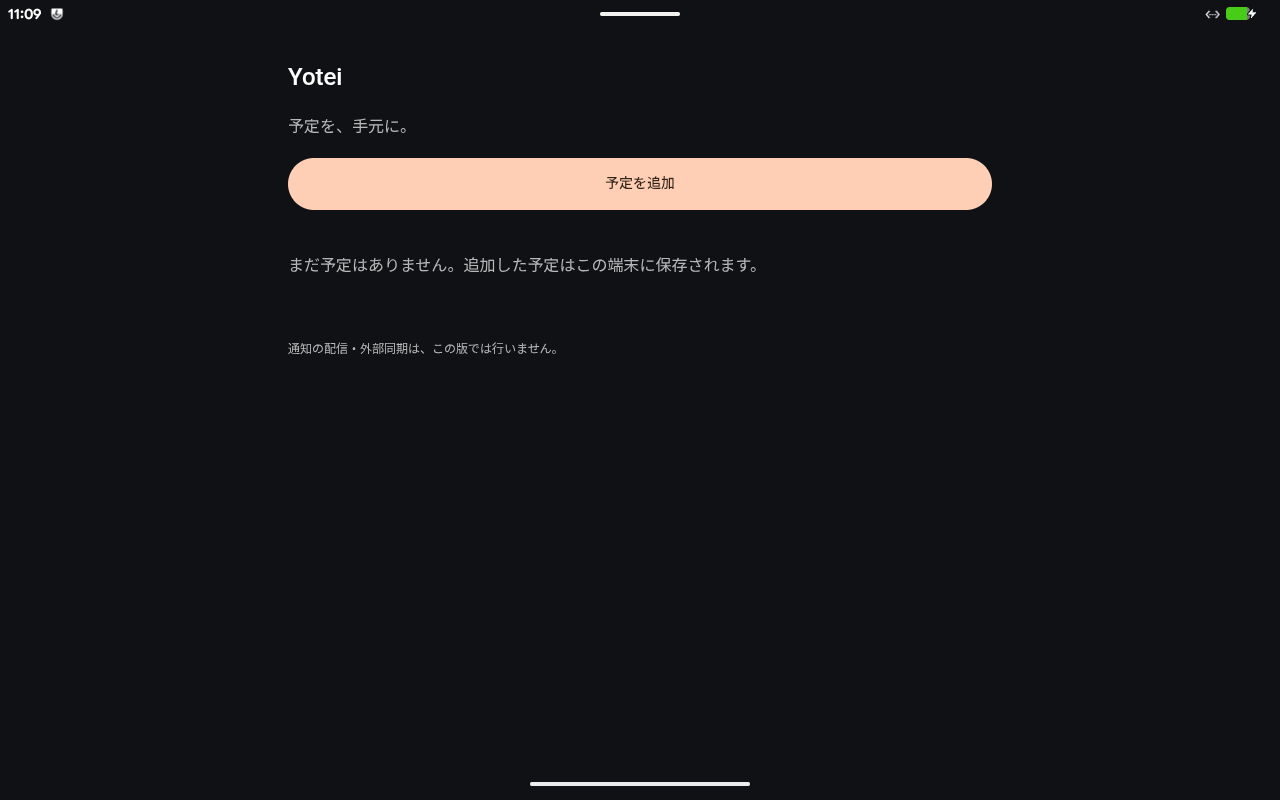 11:09
Yotei
予定を、手元に。
予定を追加
まだ予定はありません。追加した予定はこの端末に保存されます。
通知の配信・外部同期は、この版では行いません。